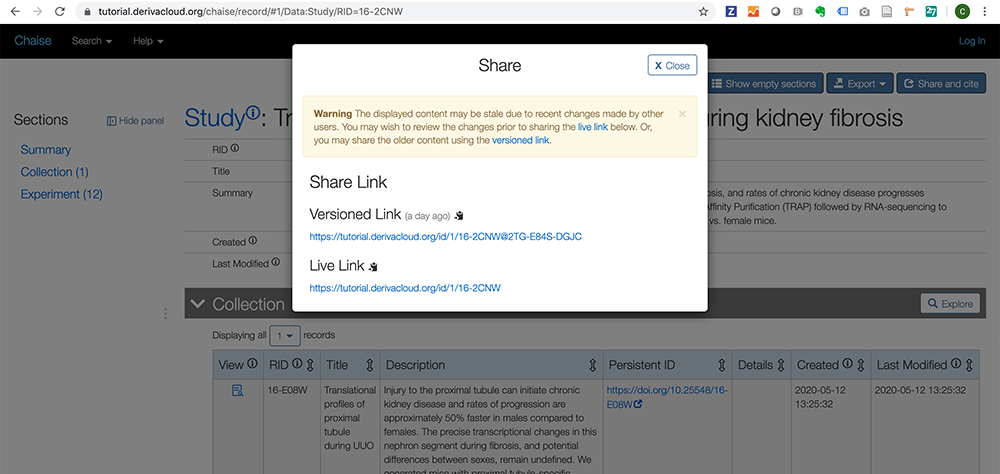 tutorial.derivacloud.org/chaise/record/#1/Data:Study/RID=16-2CNW
Chaise Search Help Log In
Share
X Close
Show empty sections Export Share and cite
Warning The displayed content may be stale due to recent changes made by other
users. You may wish to review the changes prior to sharing the live link below. Or,
you may share the older content using the versioned link.
Sections Hide panel
Study: Tr uring kidney fibrosis
Summary
Collection (1)
Experiment (12)
RID
Title
Summary
osis, and rates of chronic kidney disease progresses
Affinity Purification (TRAP) followed by RNA-sequencing to
vs. female mice.
Created
Last Modified
Share Link
Versioned Link (a day ago)
https://tutorial.derivacloud.org/id/1/16-2CNW@2TG-E84S-DGJC
Live Link
https://tutorial.derivacloud.org/id/1/16-2CNW
Collection Explore
Displaying all 1 records
View RID Title Description Persistent ID Details Created Last Modified
16-E08W
Translational
profiles of
proximal
tubule
during UUO
Injury to the proximal tubule can initiate chronic
kidney disease and rates of progression are
approximately 50% faster in males compared to
females. The precise transcriptional changes in this
nephron segment during fibrosis, and potential
differences between sexes, remain undefined. We
generated mice with proximal tubule-specific
https://doi.org/10.25548/16-
E08W
2020-05-12
13:25:32
2020-05-12 13:25:32